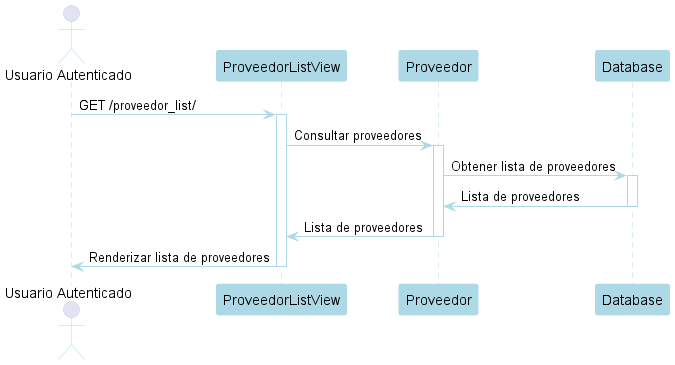 Usuario Autenticado
ProveedorListView
Proveedor
Database
GET /proveedor_list/
Consultar proveedores
Obtener lista de proveedores
Lista de proveedores
Lista de proveedores
Renderizar lista de proveedores
Usuario Autenticado
ProveedorListView
Proveedor
Database